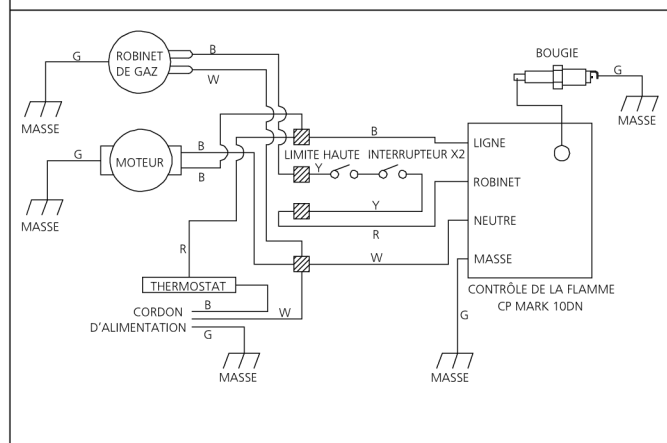 ROBINET
DE GAZ
B
W
G
MASSE
BOUGIE
G
MASSE
MOTEUR
G
B
B
MASSE
B
LIGNE
LIMITE HAUTE
INTERRUPTEUR X2
Y
ROBINET
Y
R
NEUTRE
R
W
MASSE
THERMOSTAT
CONTRÔLE DE LA FLAMME
CP MARK 10DN
CORDON
D'ALIMENTATION
B
W
G
G
MASSE
MASSE